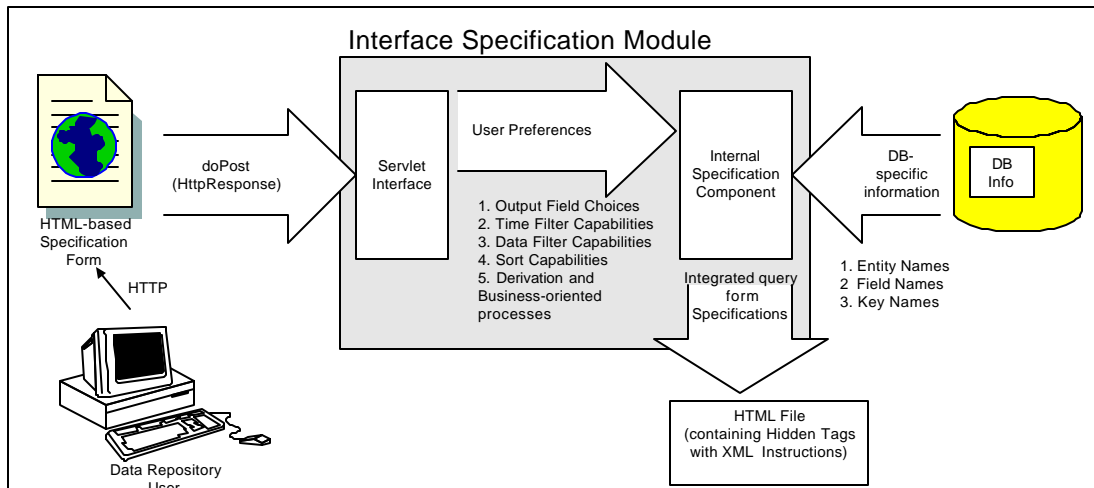 Interface Specification Module
HTML-based
Specification
Form
HTTP
Data Repository
User
doPost
(HttpResponse)
Servlet
Interface
User Preferences
1. Output Field Choices
2. Time Filter Capabilities
3. Data Filter Capabilities
4. Sort Capabilities
5. Derivation and
Business-oriented
processes
Internal
Specification
Component
Integrated query
form
Specifications
DB-
specific
information
DB
Info
1. Entity Names
2 Field Names
3. Key Names
HTML File
(containing Hidden Tags
with XML Instructions)